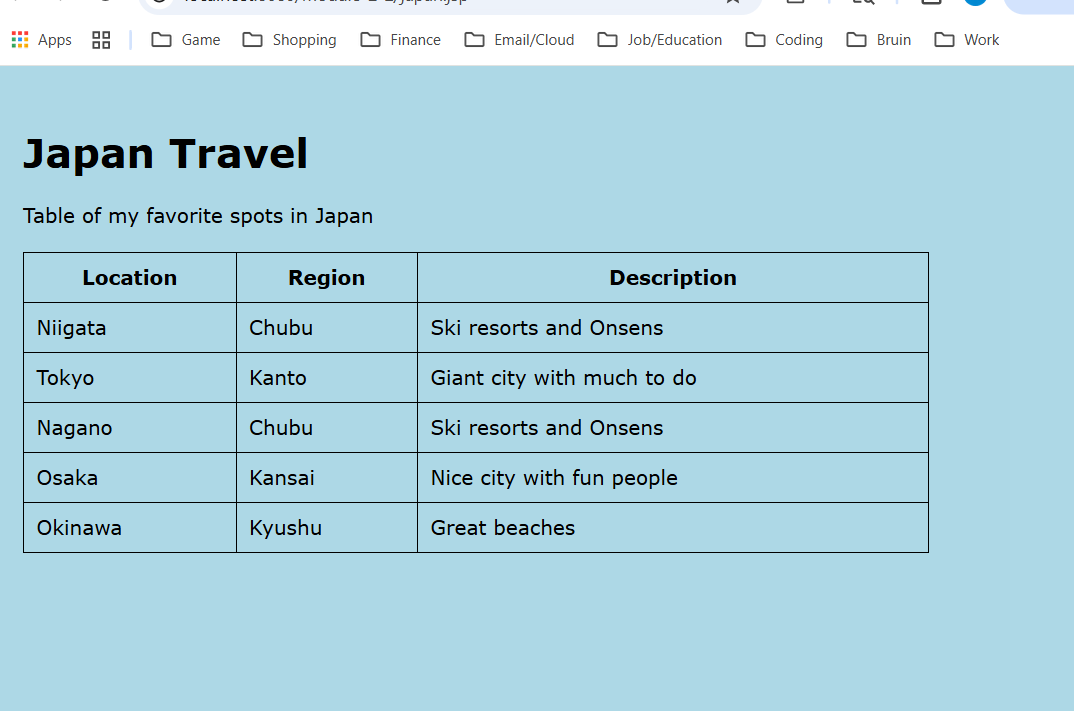 Apps Game Shopping Finance Email/Cloud Job/Education Coding Bruin Work
Japan Travel
Table of my favorite spots in Japan
Location Region Description
Niigata Chubu Ski resorts and Onsens
Tokyo Kanto Giant city with much to do
Nagano Chubu Ski resorts and Onsens
Osaka Kansai Nice city with fun people
Okinawa Kyushu Great beaches